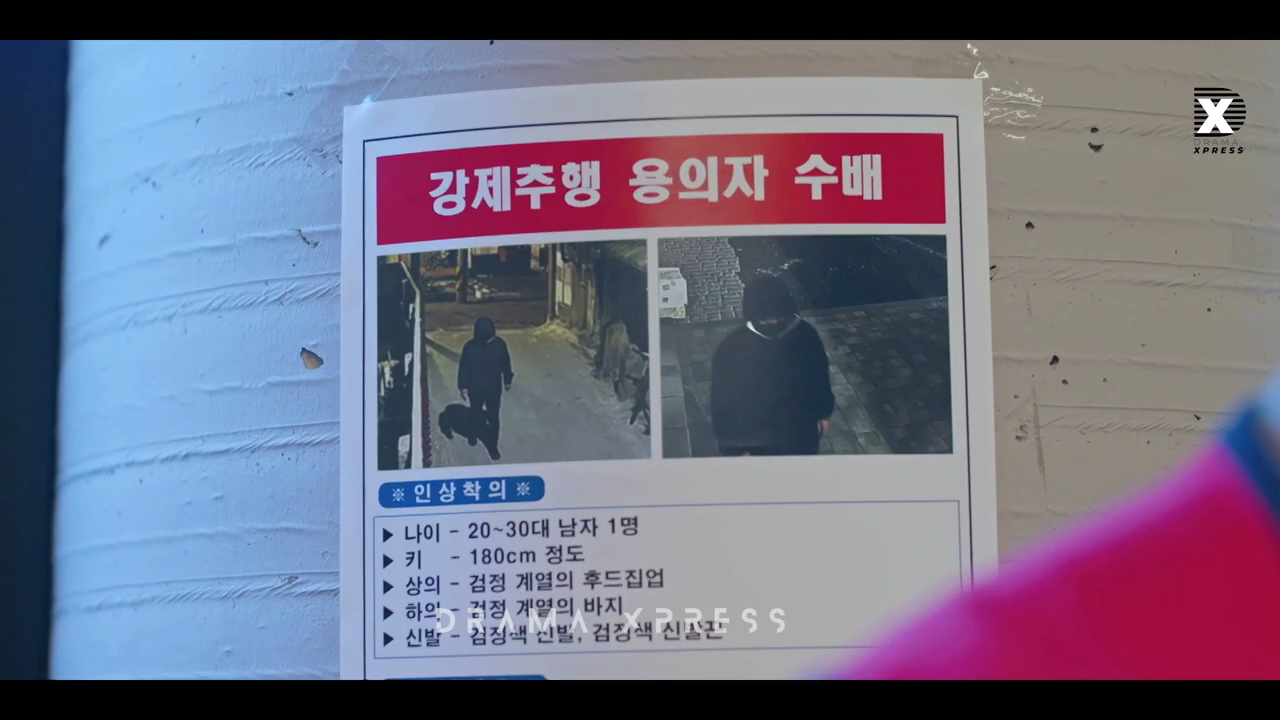 DRAMA
XPRESS
강제추행 용의자 수배
※ 인상착의 ※
▶ 나이 - 20~30대 남자 1명
▶ 키 - 180cm 정도
▶ 상의 - 검정 계열의 후드집업
▶ 하의 - 검정 계열의 바지
▶ 신발 - 검정색 신발, 검정색 신발끈
DRAMA XPRESS